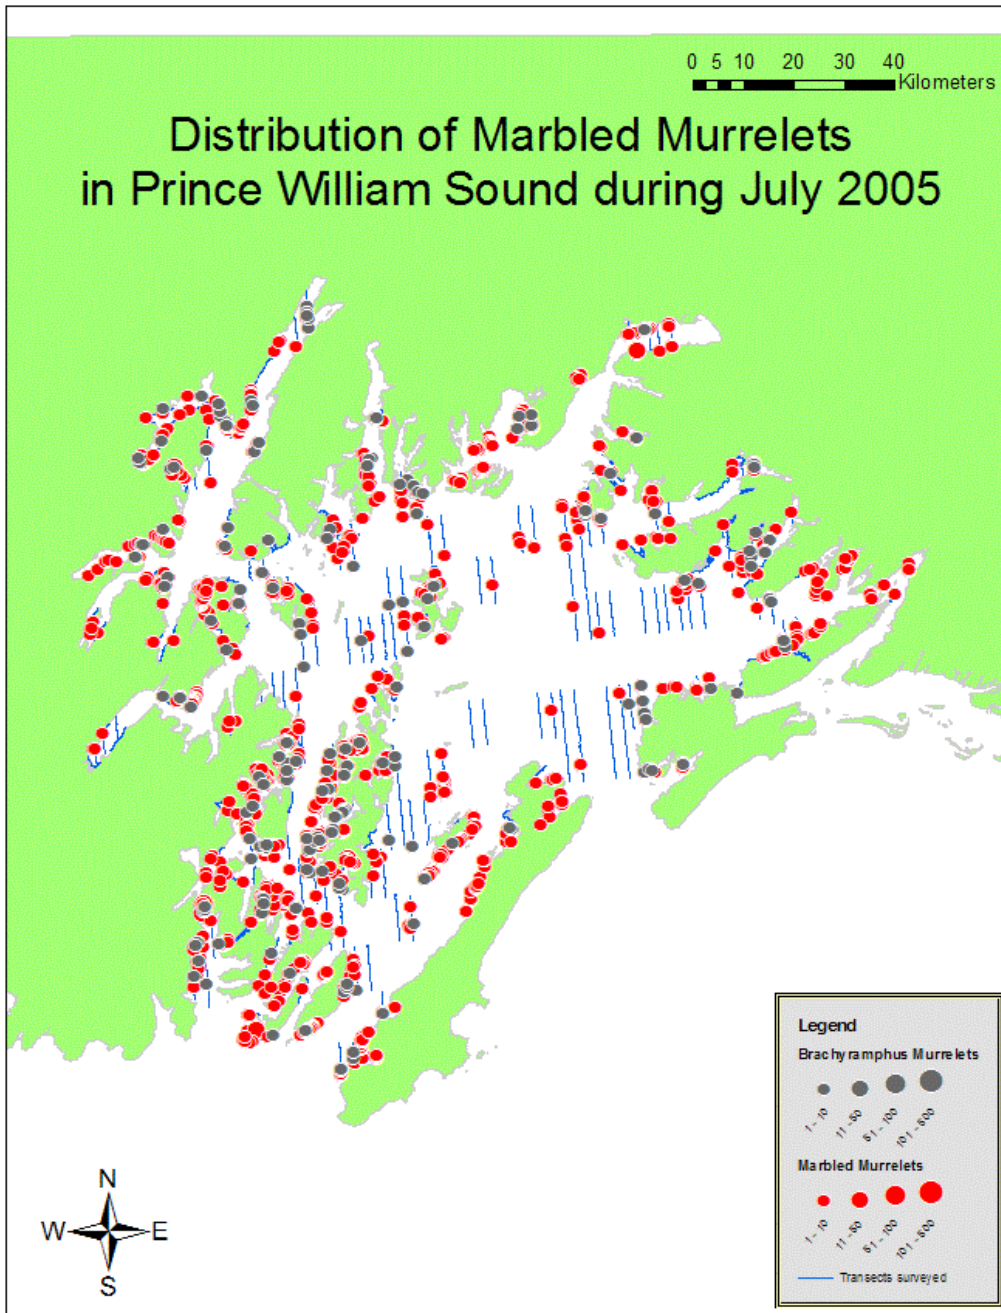 0 5 10 20 30 40
Kilometers
Distribution of Marbled Murrelets
in Prince William Sound during July 2005
Legend
Brachyramphus Murrelets
1 - 10
11 - 50
51 - 100
101 - 500
Marbled Murrelets
1 - 10
11 - 50
51 - 100
101 - 500
Transects surveyed
N
W E
S